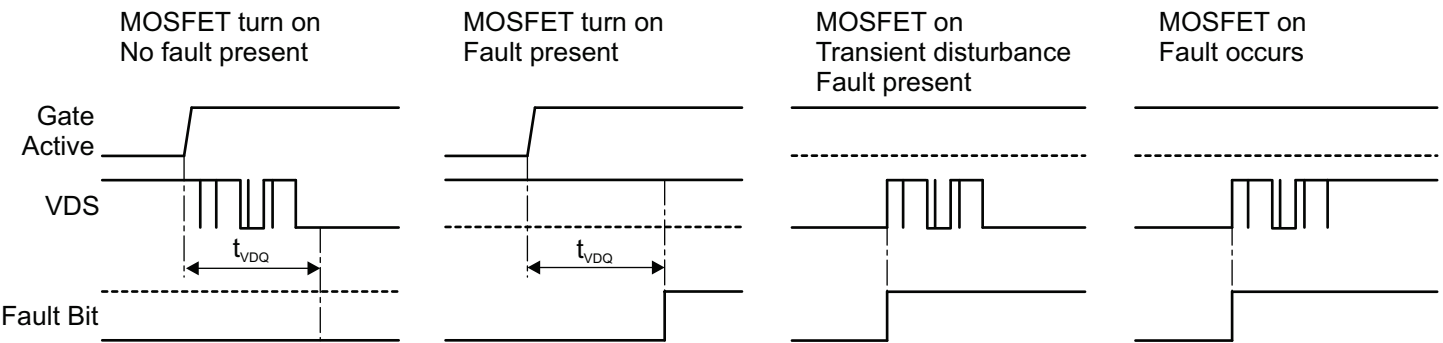 MOSFET turn on
No fault present
MOSFET turn on
Fault present
MOSFET on
Transient disturbance
Fault present
MOSFET on
Fault occurs
Gate
Active
VDS
tVDQ
tVDQ
Fault Bit